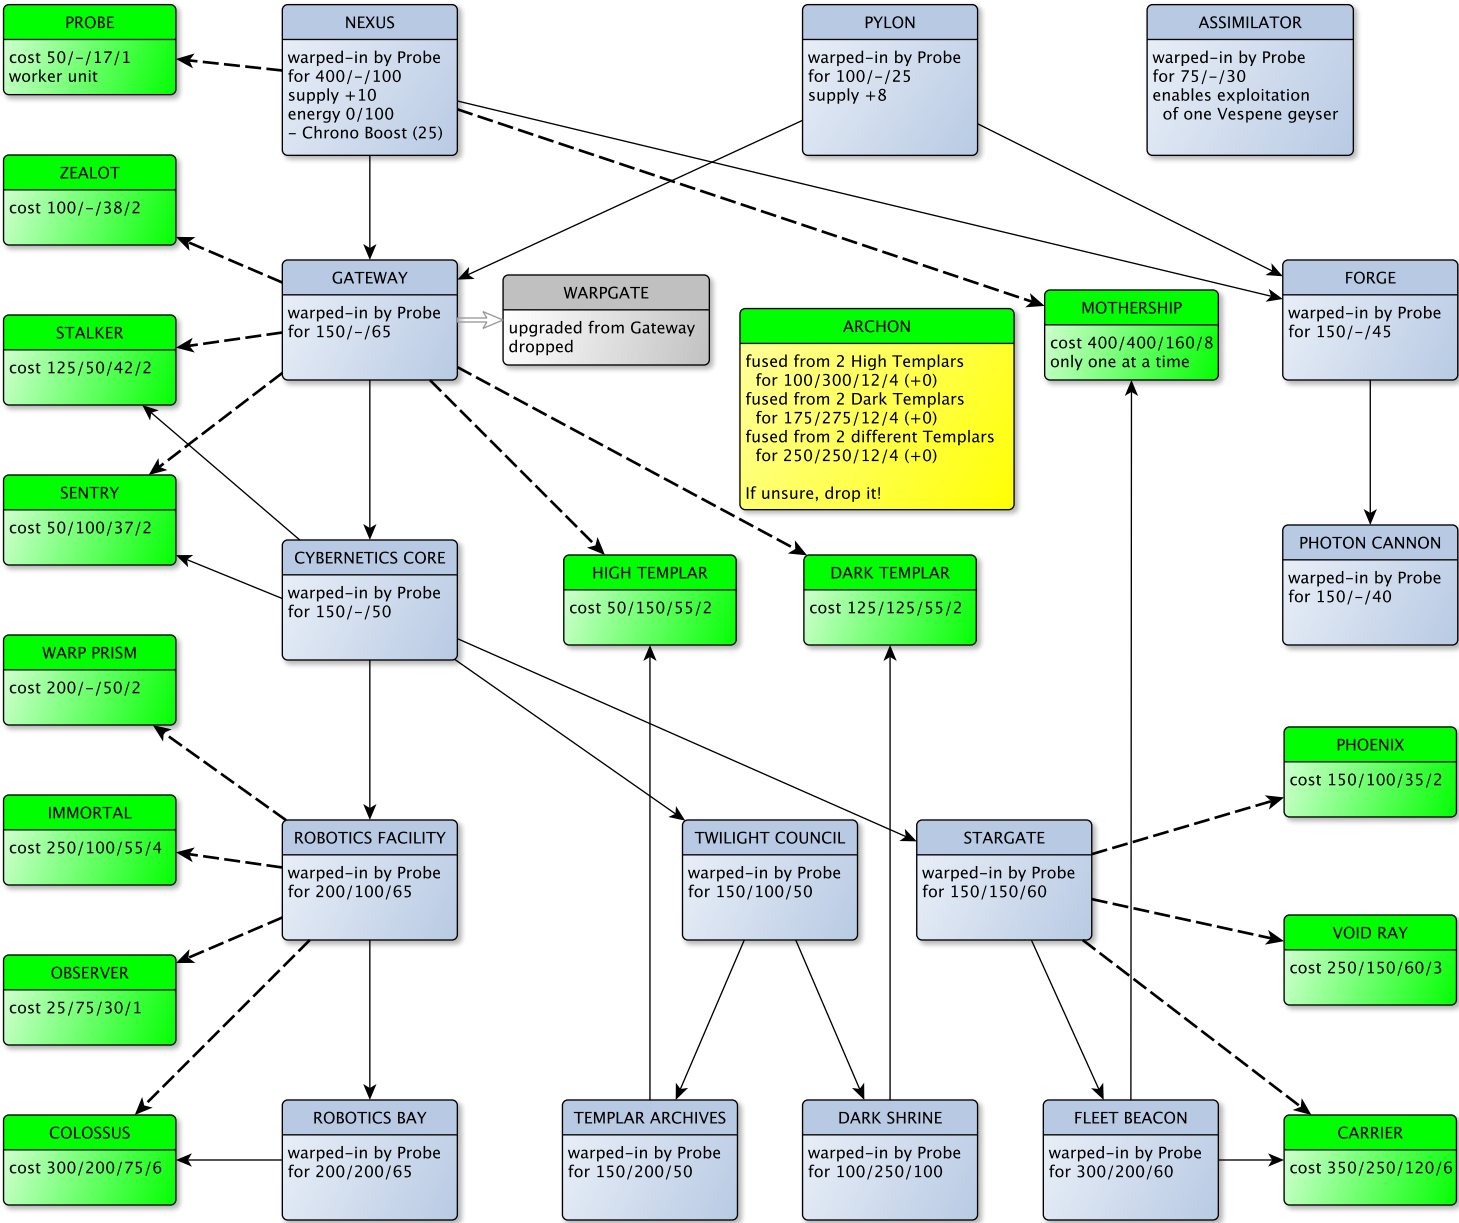 PROBE
cost 50/-/17/1
worker unit
NEXUS
warped-in by Probe
for 400/-/100
supply +10
energy 0/100
- Chrono Boost (25)
PYLON
warped-in by Probe
for 100/-/25
supply +8
ASSIMILATOR
warped-in by Probe
for 75/-/30
enables exploitation
of one Vespene geyser
ZEALOT
cost 100/-/38/2
GATEWAY
warped-in by Probe
for 150/-/65
WARPGATE
upgraded from Gateway
dropped
ARCHON
fused from 2 High Templars
for 100/300/12/4 (+0)
fused from 2 Dark Templars
for 175/275/12/4 (+0)
fused from 2 different Templars
for 250/250/12/4 (+0)
If unsure, drop it!
MOTHERSHIP
cost 400/400/160/8
only one at a time
FORGE
warped-in by Probe
for 150/-/45
STALKER
cost 125/50/42/2
SENTRY
cost 50/100/37/2
CYBERNETICS CORE
warped-in by Probe
for 150/-/50
HIGH TEMPLAR
cost 50/150/55/2
DARK TEMPLAR
cost 125/125/55/2
PHOTON CANNON
warped-in by Probe
for 150/-/40
WARP PRISM
cost 200/-/50/2
PHOENIX
cost 150/100/35/2
IMMORTAL
cost 250/100/55/4
ROBOTICS FACILITY
warped-in by Probe
for 200/100/65
TWILIGHT COUNCIL
warped-in by Probe
for 150/100/50
STARGATE
warped-in by Probe
for 150/150/60
VOID RAY
cost 250/150/60/3
OBSERVER
cost 25/75/30/1
COLOSSUS
cost 300/200/75/6
ROBOTICS BAY
warped-in by Probe
for 200/200/65
TEMPLAR ARCHIVES
warped-in by Probe
for 150/200/50
DARK SHRINE
warped-in by Probe
for 100/250/100
FLEET BEACON
warped-in by Probe
for 300/200/60
CARRIER
cost 350/250/120/6